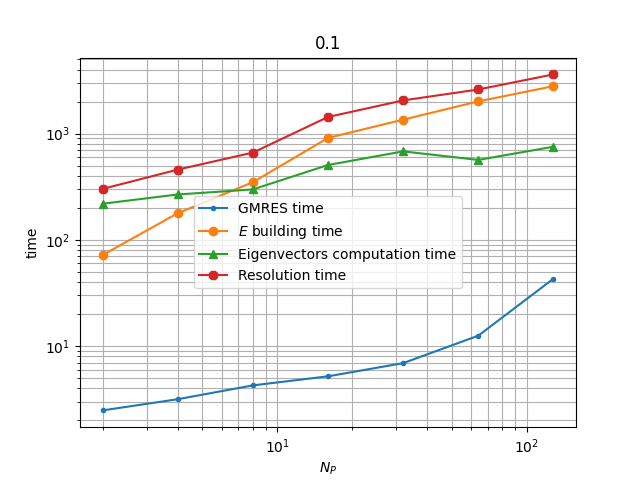 0.1
time
10³
10²
10¹
GMRES time
E building time
Eigenvectors computation time
Resolution time
10¹ 10²
N_P